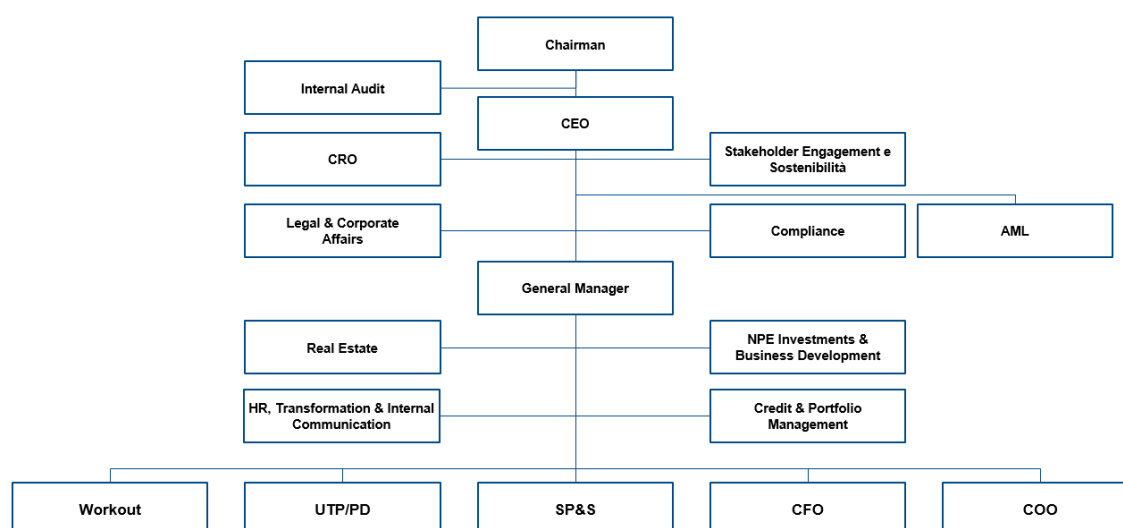 Chairman
Internal Audit
CEO
CRO
Stakeholder Engagement e
Sostenibilità
Legal & Corporate
Affairs
Compliance
AML
General Manager
Real Estate
NPE Investments &
Business Development
HR, Transformation & Internal
Communication
Credit & Portfolio
Management
Workout
UTP/PD
SP&S
CFO
COO